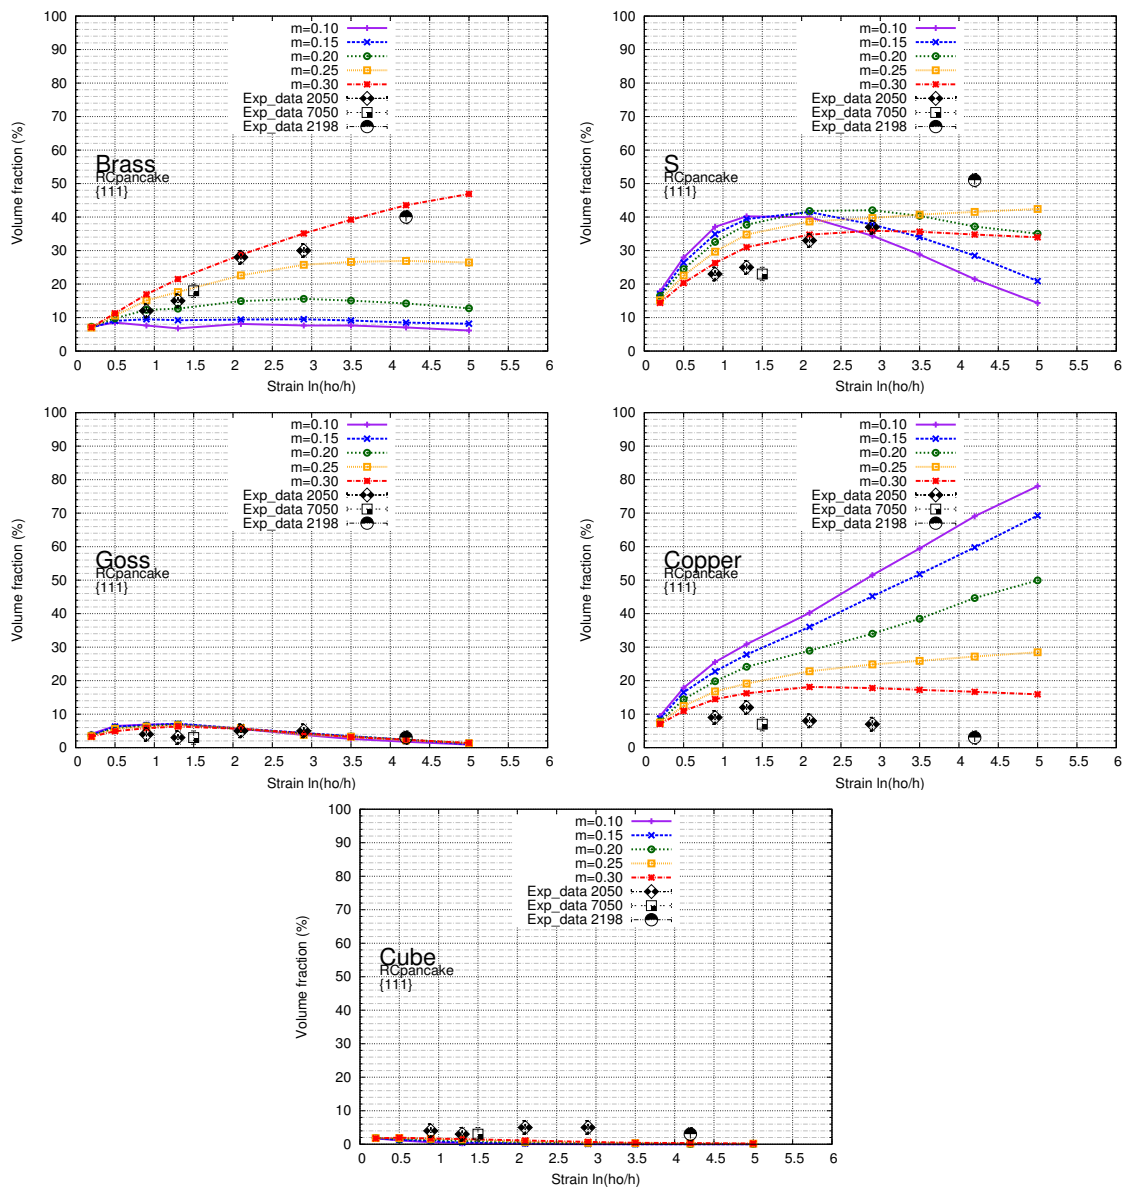 100
90
80
70
60
50
40
30
20
10
0
Volume fraction (%)
m=0.10
m=0.15
m=0.20
m=0.25
m=0.30
Exp_data 2050
Exp_data 7050
Exp_data 2198
Brass
RCpancake
{111}
0 0.5 1 1.5 2 2.5 3 3.5 4 4.5 5 5.5 6
Strain ln(ho/h)
100
90
80
70
60
50
40
30
20
10
0
Volume fraction (%)
m=0.10
m=0.15
m=0.20
m=0.25
m=0.30
Exp_data 2050
Exp_data 7050
Exp_data 2198
S
RCpancake
{111}
0 0.5 1 1.5 2 2.5 3 3.5 4 4.5 5 5.5 6
Strain ln(ho/h)
100
90
80
70
60
50
40
30
20
10
0
Volume fraction (%)
m=0.10
m=0.15
m=0.20
m=0.25
m=0.30
Exp_data 2050
Exp_data 7050
Exp_data 2198
Goss
RCpancake
{111}
0 0.5 1 1.5 2 2.5 3 3.5 4 4.5 5 5.5 6
Strain ln(ho/h)
100
90
80
70
60
50
40
30
20
10
0
Volume fraction (%)
m=0.10
m=0.15
m=0.20
m=0.25
m=0.30
Exp_data 2050
Exp_data 7050
Exp_data 2198
Copper
RCpancake
{111}
0 0.5 1 1.5 2 2.5 3 3.5 4 4.5 5 5.5 6
Strain ln(ho/h)
100
90
80
70
60
50
40
30
20
10
0
Volume fraction (%)
m=0.10
m=0.15
m=0.20
m=0.25
m=0.30
Exp_data 2050
Exp_data 7050
Exp_data 2198
Cube
RCpancake
{111}
0 0.5 1 1.5 2 2.5 3 3.5 4 4.5 5 5.5 6
Strain ln(ho/h)